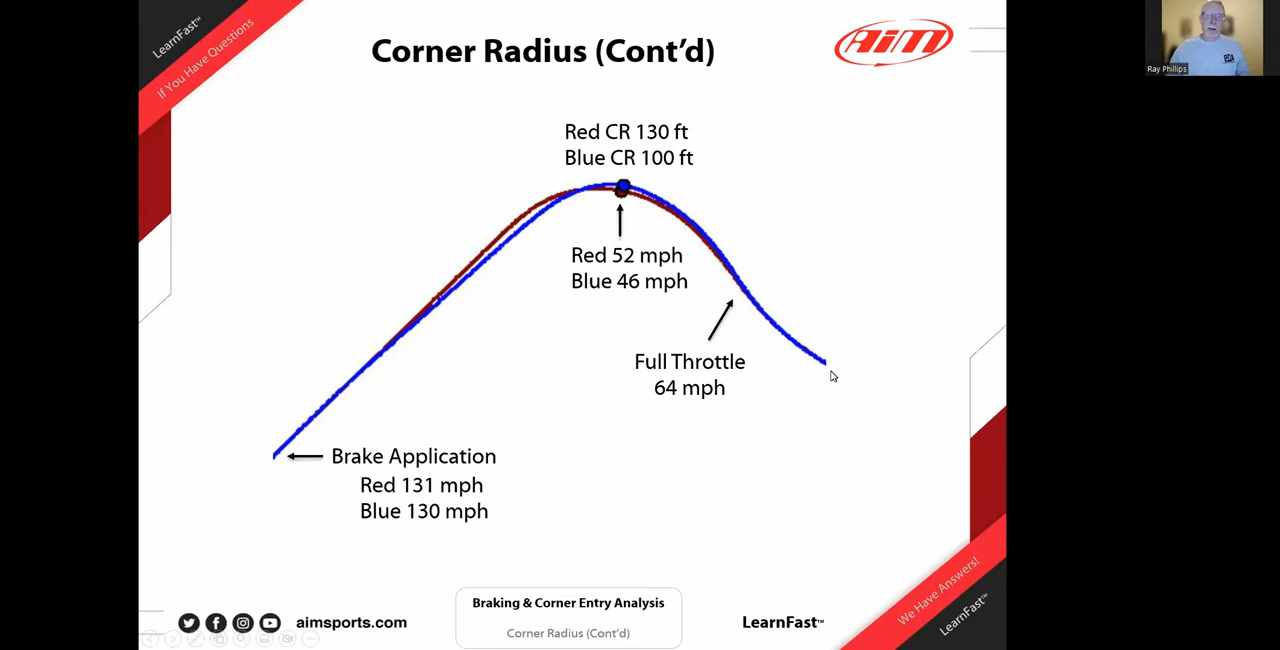 LearnFast™
If You Have Questions
Corner Radius (Cont'd)
AiM
Ray Phillips
PDA
Red CR 130 ft
Blue CR 100 ft
Red 52 mph
Blue 46 mph
Full Throttle
64 mph
Brake Application
Red 131 mph
Blue 130 mph
We Have Answers!
LearnFast™
aimsports.com
Braking & Corner Entry Analysis
Corner Radius (Cont'd)
LearnFast™